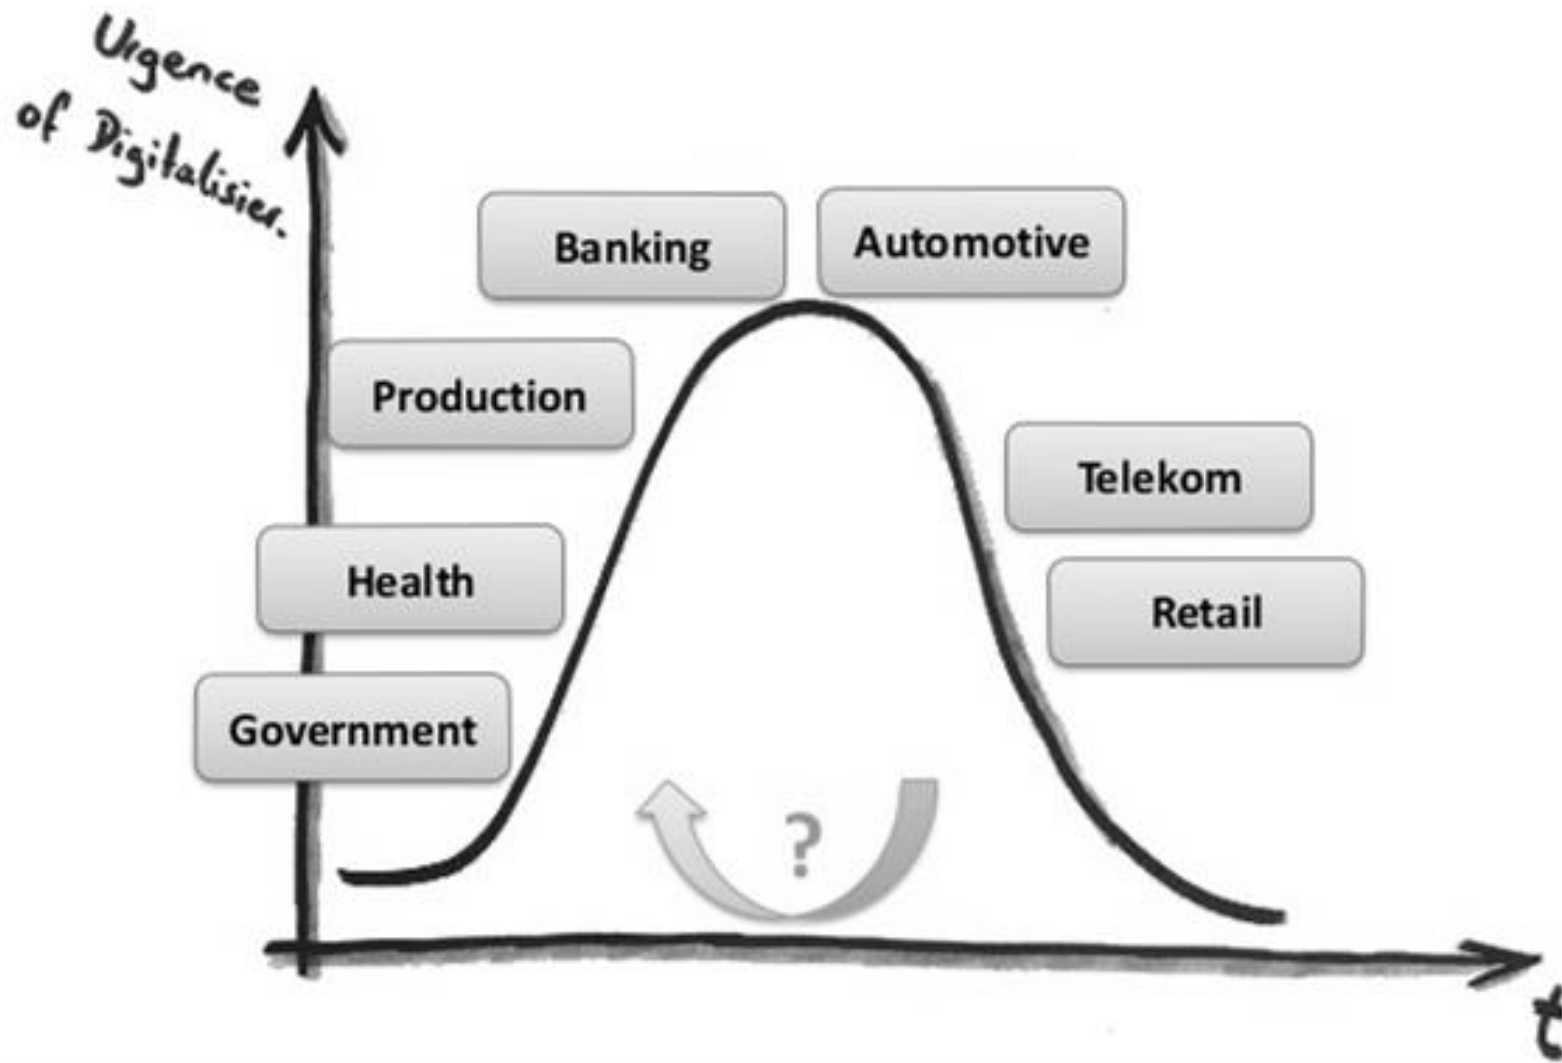 Urgence
of Digitalisier.
Banking
Automotive
Production
Telekom
Health
Retail
Government
?
t